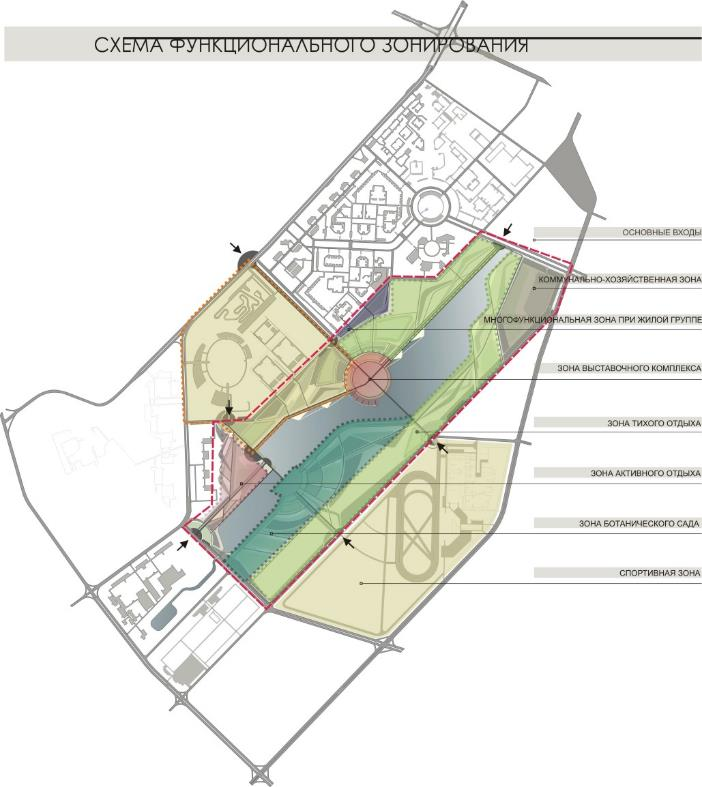 СХЕМА ФУНКЦИОНАЛЬНОГО ЗОНИРОВАНИЯ
ОСНОВНЫЕ ВХОДЫ
КОММУНАЛЬНО-ХОЗЯЙСТВЕННАЯ ЗОНА
МНОГОФУНКЦИОНАЛЬНАЯ ЗОНА ПРИ ЖИЛОЙ ГРУППЕ
ЗОНА ВЫСТАВОЧНОГО КОМПЛЕКСА
ЗОНА ТИХОГО ОТДЫХА
ЗОНА АКТИВНОГО ОТДЫХА
ЗОНА БОТАНИЧЕСКОГО САДА
СПОРТИВНАЯ ЗОНА